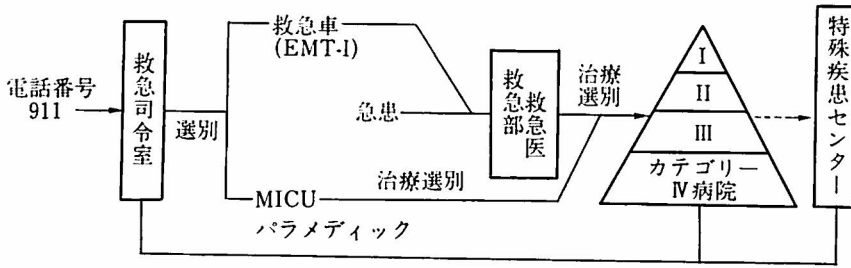 電話番号
911
救急司令室
選別
救急車
(EMT-I)
急患
MICU
パラメディック
治療選別
救急部
救急医
治療
選別
I
II
III
カテゴリー
IV病院
特殊疾患センター